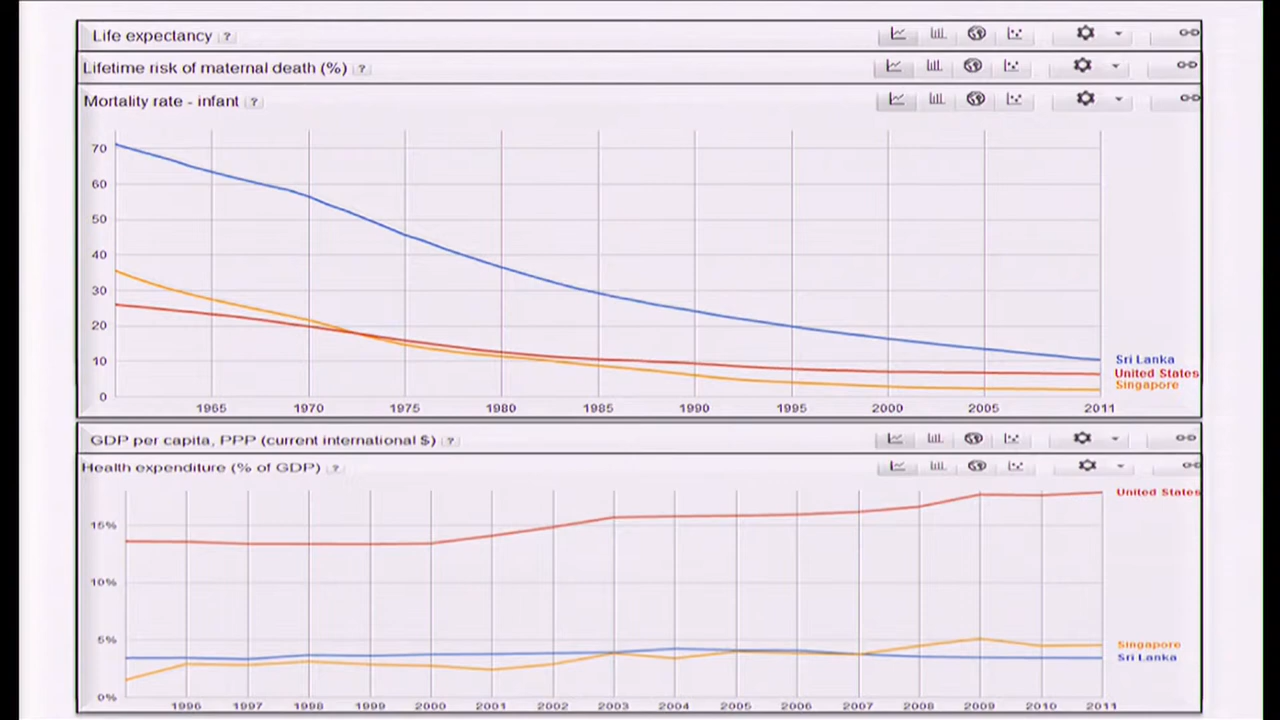 Life expectancy ?
Lifetime risk of maternal death (%) ?
Mortality rate - infant ?
70
60
50
40
30
20
10
0
Sri Lanka
United States
Singapore
1965 1970 1975 1980 1985 1990 1995 2000 2005 2011
GDP per capita, PPP (current international $) ?
Health expenditure (% of GDP) ?
United States
15%
10%
5%
0%
Singapore
Sri Lanka
1996 1997 1998 1999 2000 2001 2002 2003 2004 2005 2006 2007 2008 2009 2010 2011